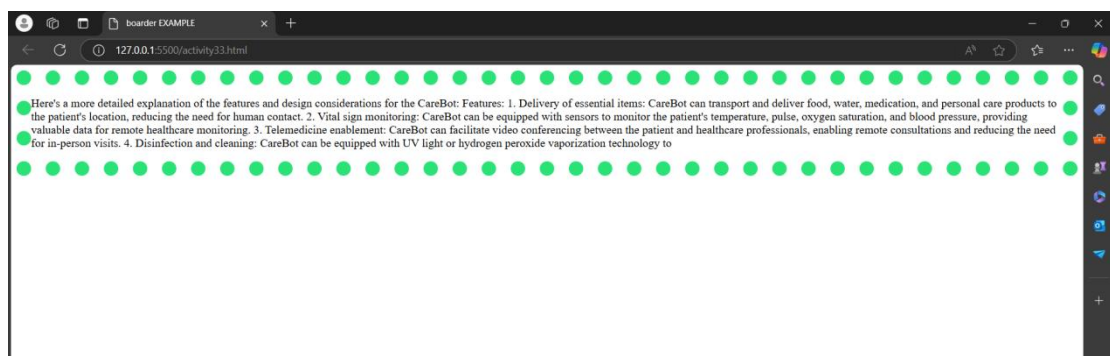 boarder EXAMPLE
127.0.0.1:5500/activity33.html
Here's a more detailed explanation of the features and design considerations for the CareBot: Features: 1. Delivery of essential items: CareBot can transport and deliver food, water, medication, and personal care products to
the patient's location, reducing the need for human contact. 2. Vital sign monitoring: CareBot can be equipped with sensors to monitor the patient's temperature, pulse, oxygen saturation, and blood pressure, providing
valuable data for remote healthcare monitoring. 3. Telemedicine enablement: CareBot can facilitate video conferencing between the patient and healthcare professionals, enabling remote consultations and reducing the need
for in-person visits. 4. Disinfection and cleaning: CareBot can be equipped with UV light or hydrogen peroxide vaporization technology to